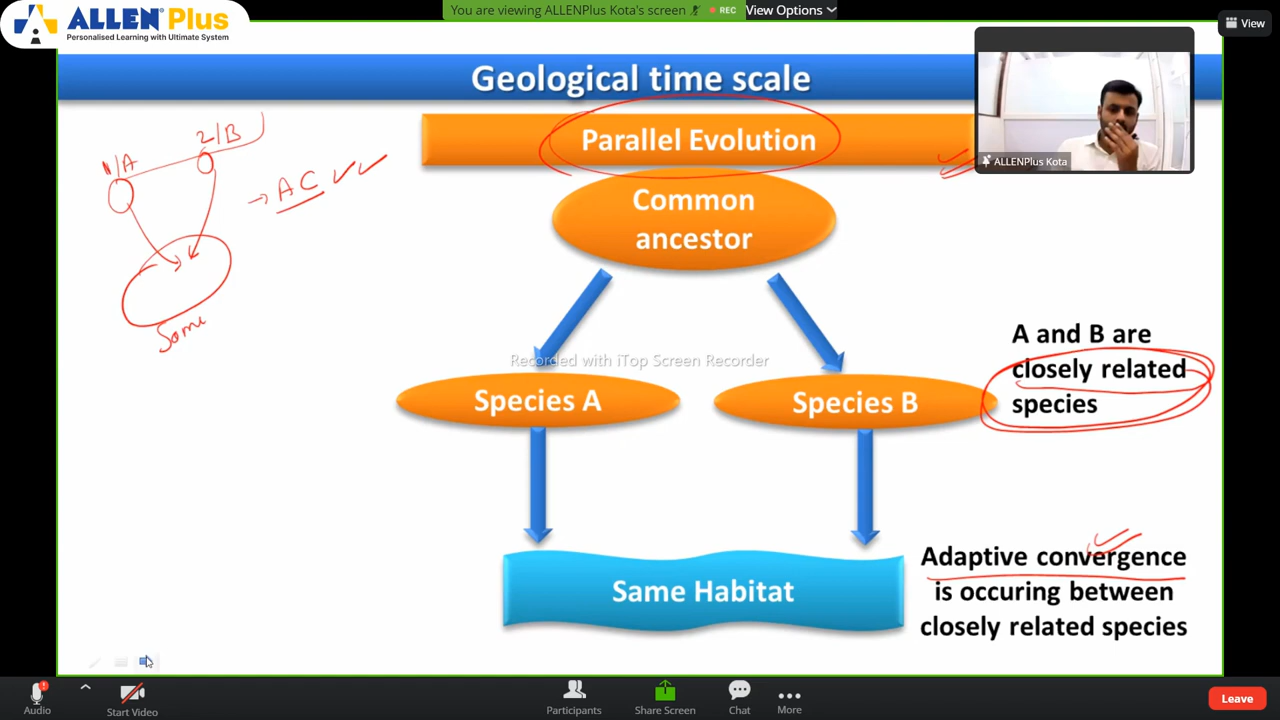 You are viewing ALLENPlus Kota's screen
REC
View Options
View
ALLEN Plus
Personalised Learning with Ultimate System
Geological time scale
Parallel Evolution
ALLENPlus Kota
2/B
1/A
→ AC
Common
ancestor
Same
A and B are
closely related
species
Recorded with iTop Screen Recorder
Species A
Species B
Adaptive convergence
is occuring between
closely related species
Same Habitat
Audio
Start Video
Participants
Share Screen
Chat
More
Leave